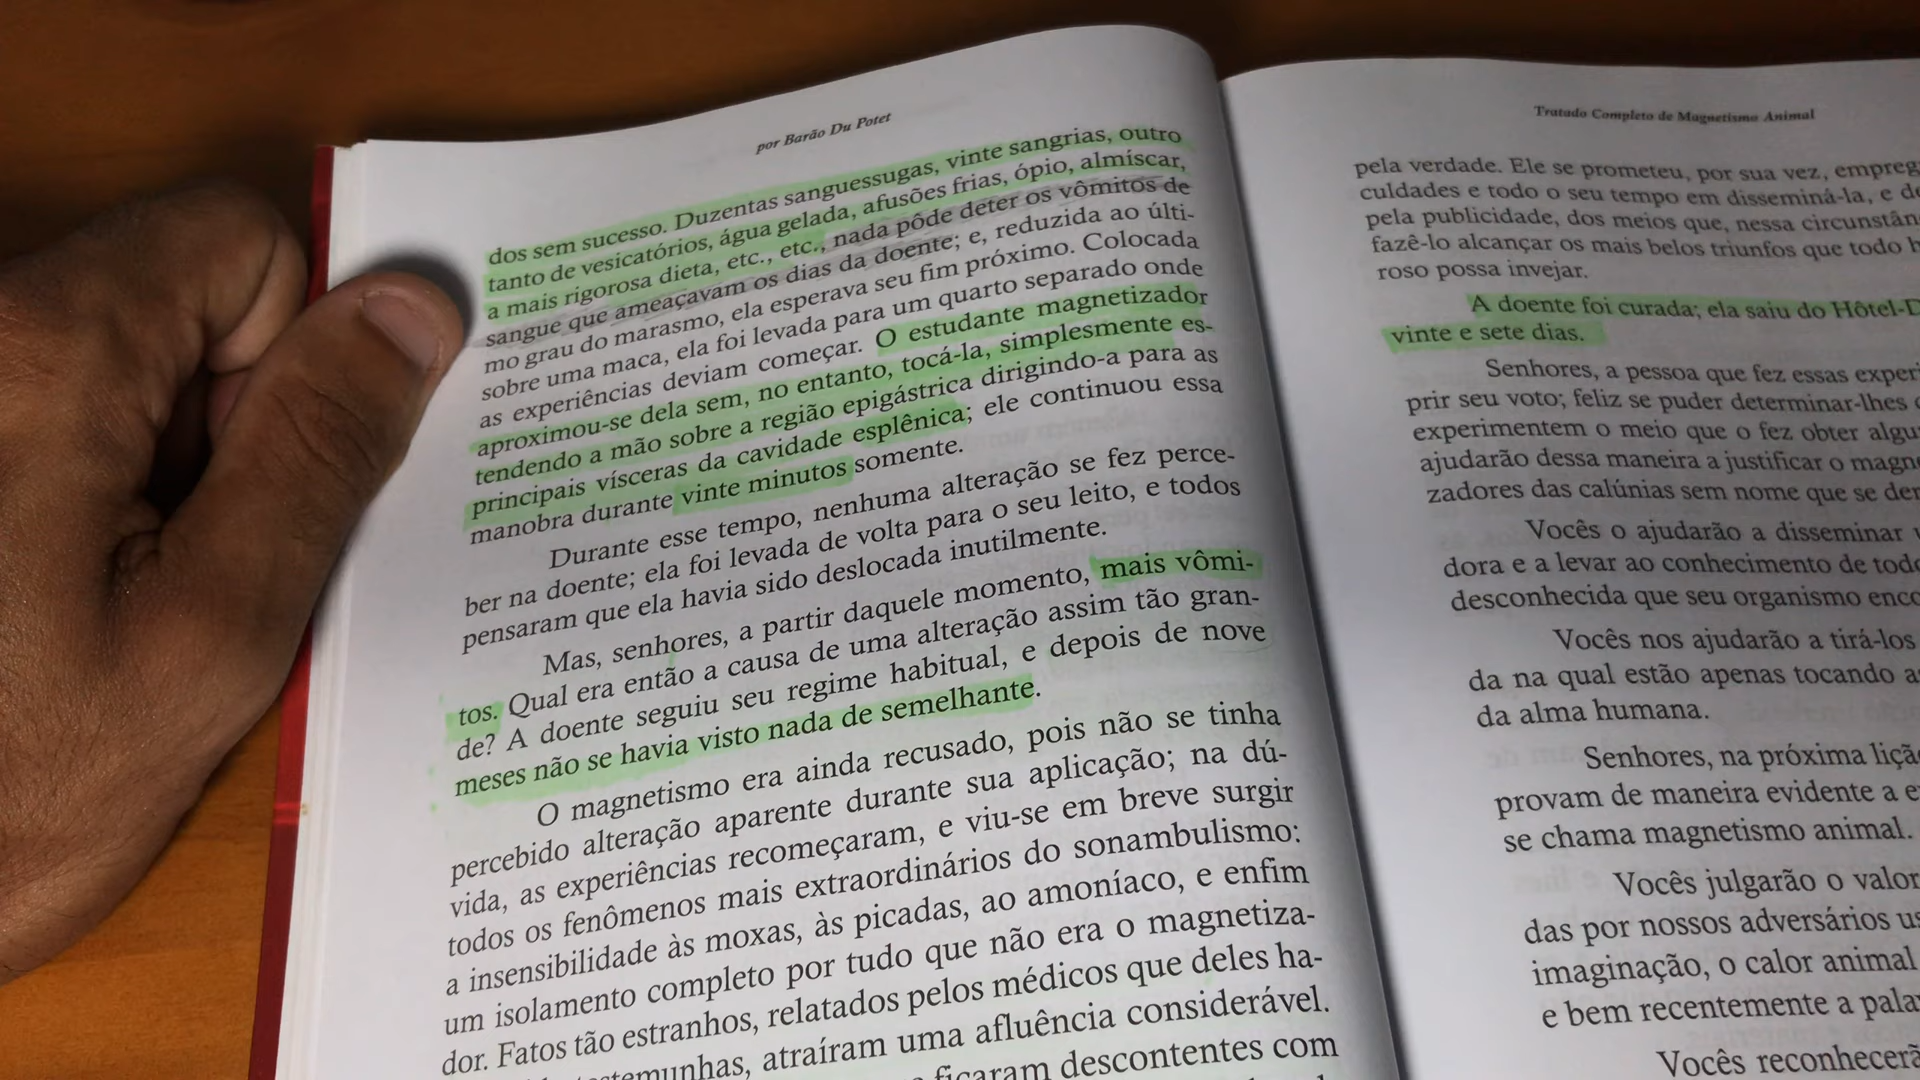 por Barão Du Potet
dos sem sucesso. Duzentas sanguessugas, vinte sangrias, outro
tanto de vesicatórios, água gelada, afusões frias, ópio, almíscar,
a mais rigorosa dieta, etc., etc., nada pôde deter os vômitos de
sangue que ameaçavam os dias da doente; e, reduzida ao últi-
mo grau do marasmo, ela esperava seu fim próximo. Colocada
sobre uma maca, ela foi levada para um quarto separado onde
as experiências deviam começar. O estudante magnetizador
aproximou-se dela sem, no entanto, tocá-la, simplesmente es-
tendendo a mão sobre a região epigástrica dirigindo-a para as
principais vísceras da cavidade esplênica; ele continuou essa
manobra durante vinte minutos somente.
Durante esse tempo, nenhuma alteração se fez perce-
ber na doente; ela foi levada de volta para o seu leito, e todos
pensaram que ela havia sido deslocada inutilmente.
Mas, senhores, a partir daquele momento, mais vômi-
tos. Qual era então a causa de uma alteração assim tão gran-
de? A doente seguiu seu regime habitual, e depois de nove
meses não se havia visto nada de semelhante.
O magnetismo era ainda recusado, pois não se tinha
percebido alteração aparente durante sua aplicação; na dú-
vida, as experiências recomeçaram, e viu-se em breve surgir
todos os fenômenos mais extraordinários do sonambulismo:
a insensibilidade às moxas, às picadas, ao amoníaco, e enfim
um isolamento completo por tudo que não era o magnetiza-
dor. Fatos tão estranhos, relatados pelos médicos que deles ha-
atraíram uma afluência considerável.
ficaram descontentes com
Tratado Completo de Magnetismo Animal
pela verdade. Ele se prometeu, por sua vez, empreg
culdades e todo o seu tempo em disseminá-la, e de
pela publicidade, dos meios que, nessa circunstân
fazê-lo alcançar os mais belos triunfos que todo h
roso possa invejar.
A doente foi curada; ela saiu do Hôtel-D
vinte e sete dias.
Senhores, a pessoa que fez essas experi
prir seu voto; feliz se puder determinar-lhes
experimentem o meio que o fez obter algu
ajudarão dessa maneira a justificar o magn
zadores das calúnias sem nome que se der
Vocês o ajudarão a disseminar
dora e a levar ao conhecimento de tod
desconhecida que seu organismo enc
Vocês nos ajudarão a tirá-los
da na qual estão apenas tocando a
da alma humana.
Senhores, na próxima liçã
provam de maneira evidente a e
se chama magnetismo animal.
Vocês julgarão o valor
das por nossos adversários us
imaginação, o calor animal
e bem recentemente a pala
Vocês reconhecerã